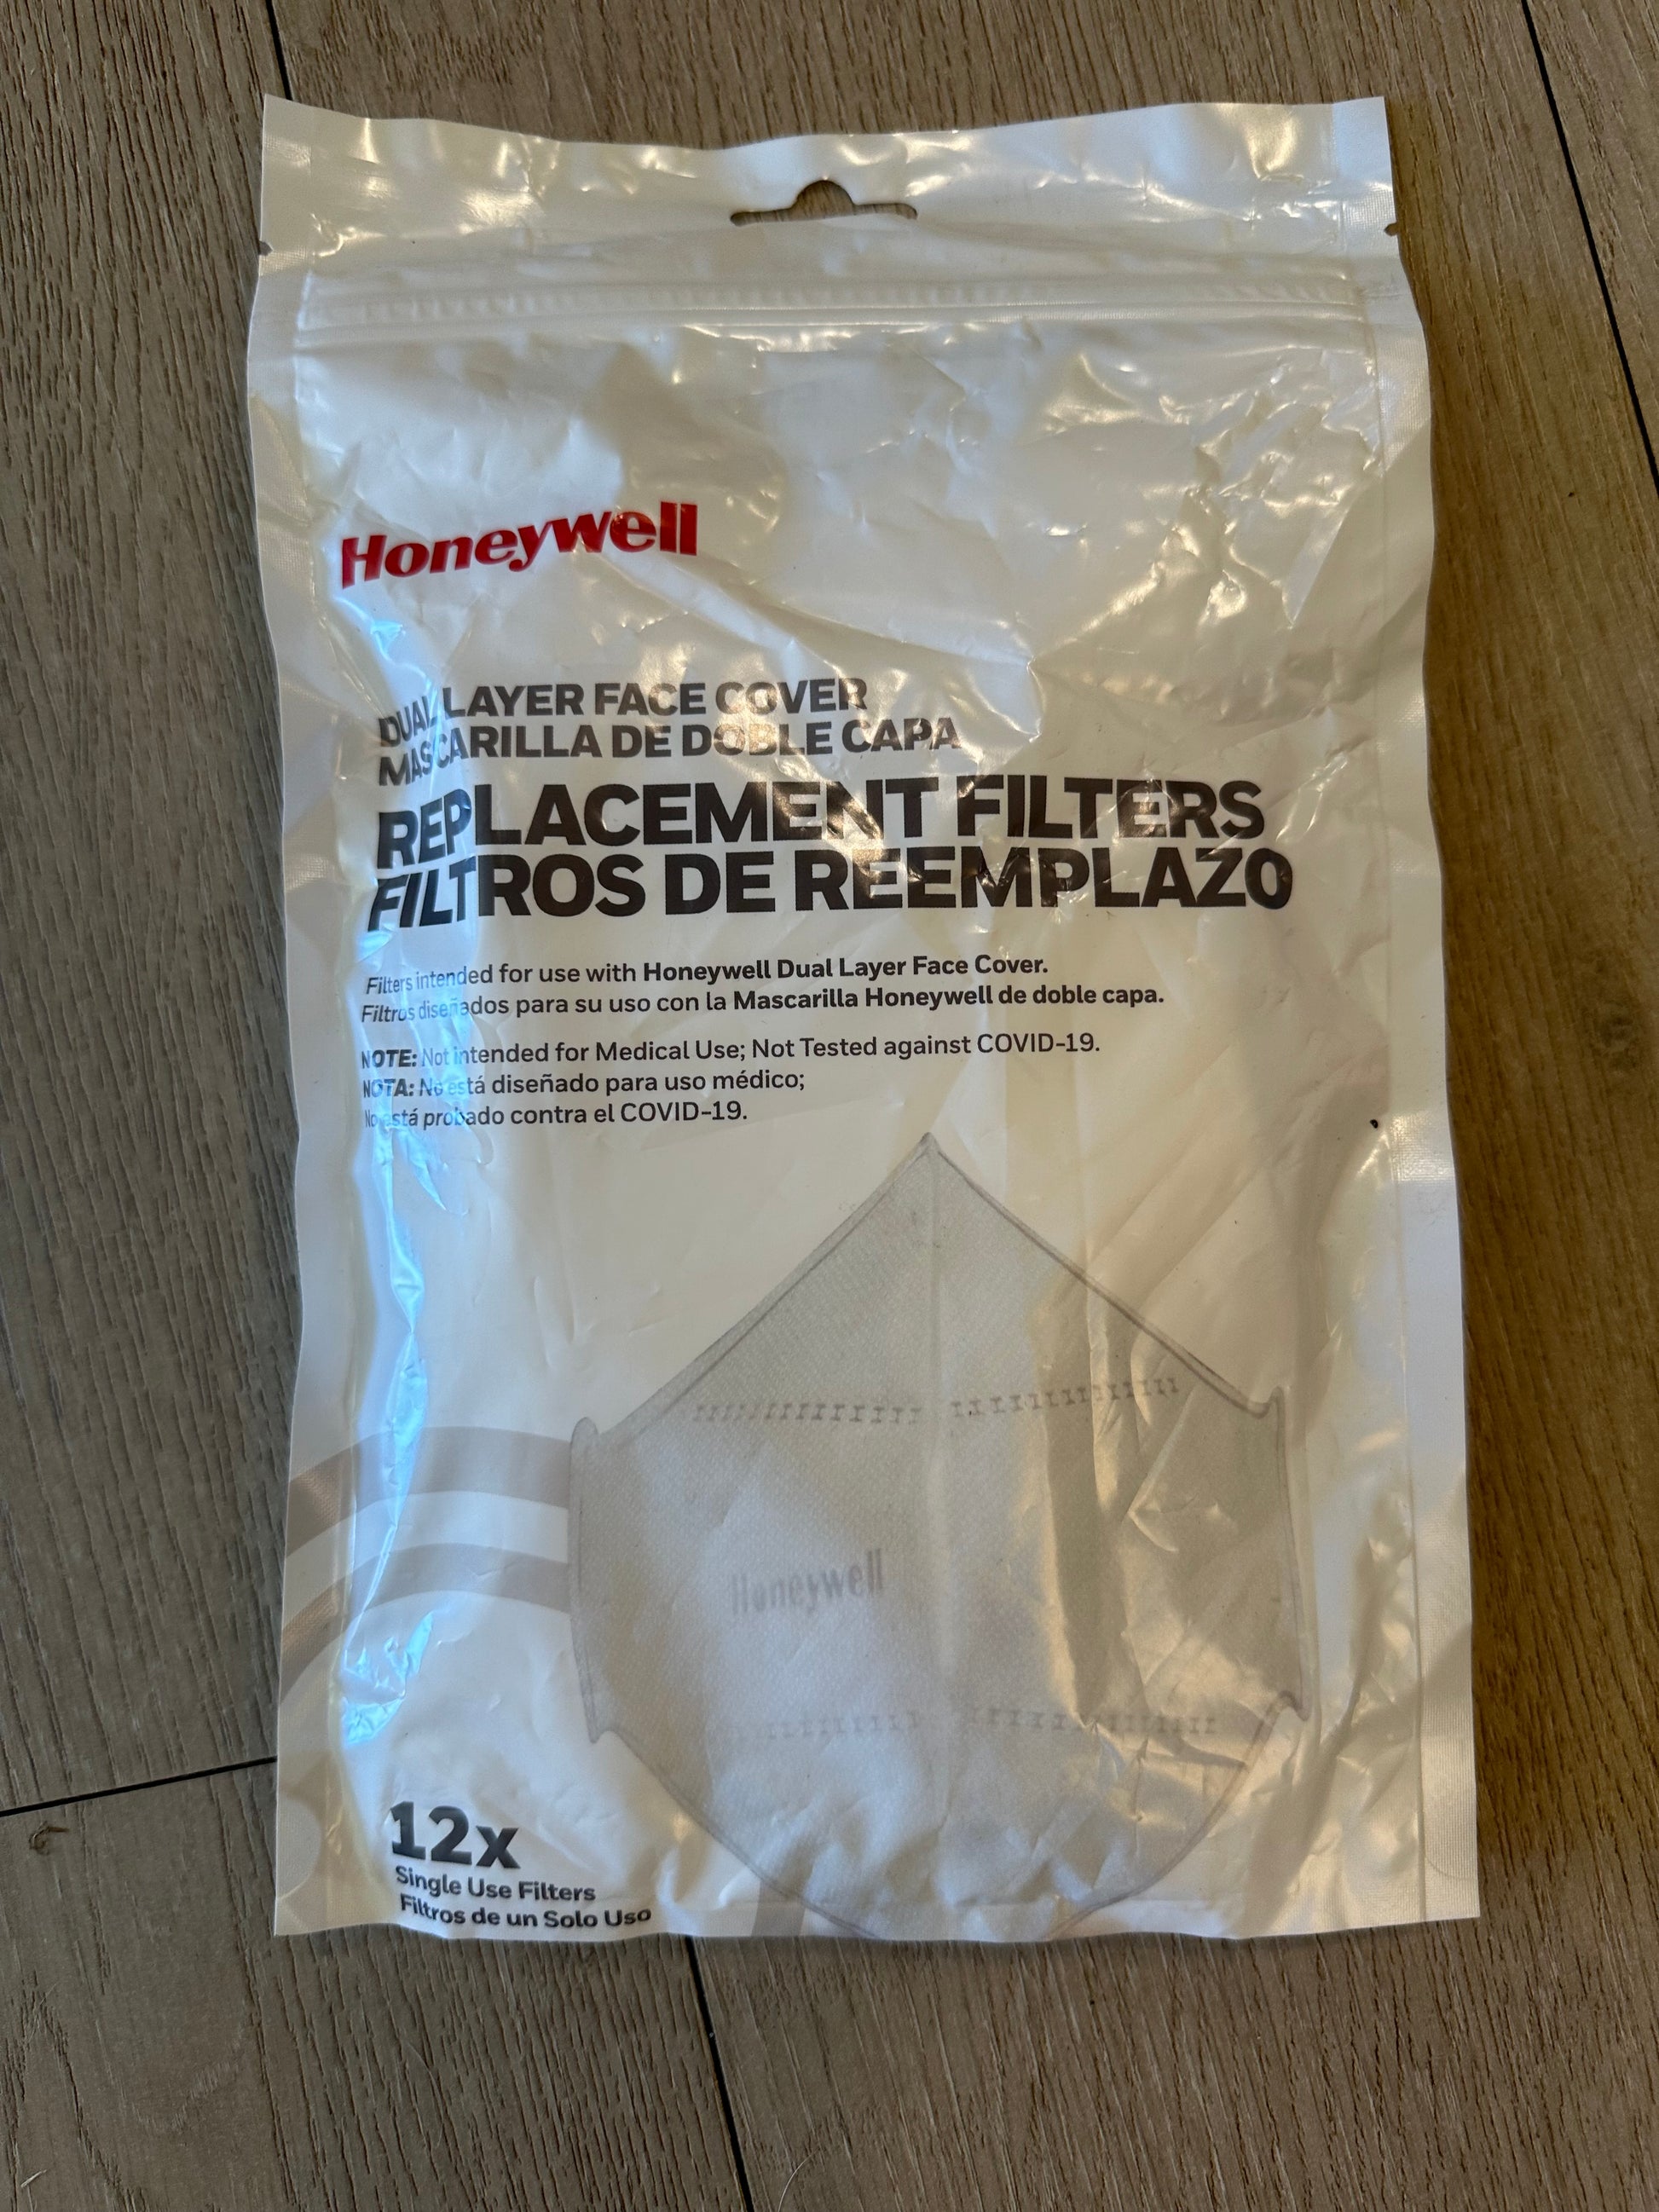 Honeywell
DUAL LAYER FACE COVER
MASCARILLA DE DOBLE CAPA
REPLACEMENT FILTERS
FILTROS DE REEMPLAZO
Filters intended for use with Honeywell Dual Layer Face Cover.
Filtros diseñados para su uso con la Mascarilla Honeywell de doble capa.
NOTE: Not intended for Medical Use; Not Tested against COVID-19.
NOTA: No está diseñado para uso médico;
No está probado contra el COVID-19.
Honeywell
12x
Single Use Filters
Filtros de un Solo Uso